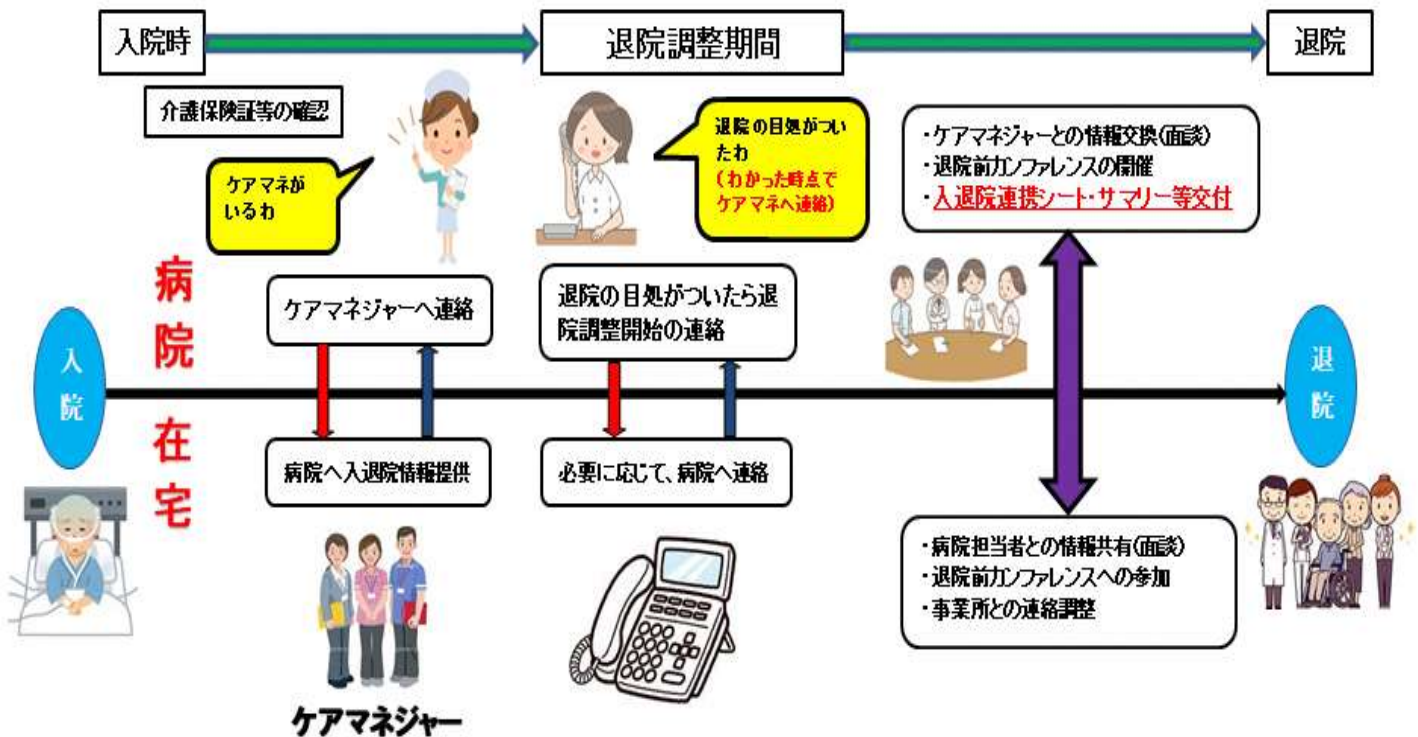 入院時
退院調整期間
退院
介護保険証等の確認
ケアマネが
いるわ
退院の目処がつい
たわ
(わかった時点で
ケアマネへ連絡)
・ケアマネジャーとの情報交換(面談)
・退院前カンファレンスの開催
・入退院連携シート・サマリー等交付
病院
ケアマネジャーへ連絡
退院の目処がついたら退
院調整開始の連絡
入院
退院
在宅
病院へ入退院情報提供
必要に応じて、病院へ連絡
・病院担当者との情報共有(面談)
・退院前カンファレンスへの参加
・事業所との連絡調整
ケアマネジャー